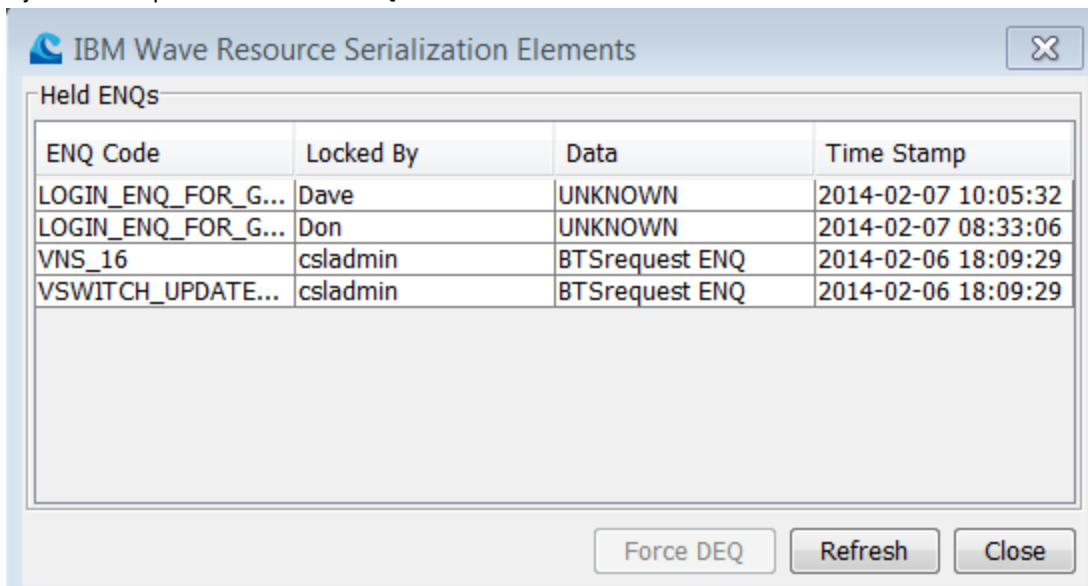 IBM Wave Resource Serialization Elements
Held ENQs
ENQ Code Locked By Data Time Stamp
LOGIN_ENQ_FOR_G... Dave UNKNOWN 2014-02-07 10:05:32
LOGIN_ENQ_FOR_G... Don UNKNOWN 2014-02-07 08:33:06
VNS_16 csladmin BTSrequest ENQ 2014-02-06 18:09:29
VSWITCH_UPDATE... csladmin BTSrequest ENQ 2014-02-06 18:09:29
Force DEQ Refresh Close